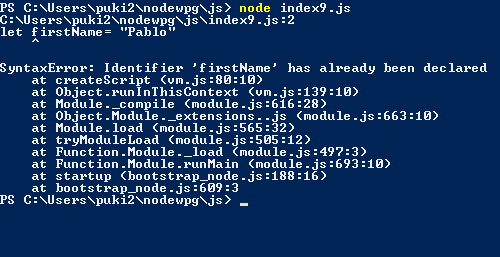 PS C:\Users\puki2\nodewpg\js> node index9.js
C:\Users\puki2\nodewpg\js\index9.js:2
let firstName= "Pablo"
    ^

SyntaxError: Identifier 'firstName' has already been declared
    at createScript (vm.js:80:10)
    at Object.runInThisContext (vm.js:139:10)
    at Module._compile (module.js:616:28)
    at Object.Module._extensions..js (module.js:663:10)
    at Module.load (module.js:565:32)
    at tryModuleLoad (module.js:505:12)
    at Function.Module._load (module.js:497:3)
    at Function.Module.runMain (module.js:693:10)
    at startup (bootstrap_node.js:188:16)
    at bootstrap_node.js:609:3
PS C:\Users\puki2\nodewpg\js> _